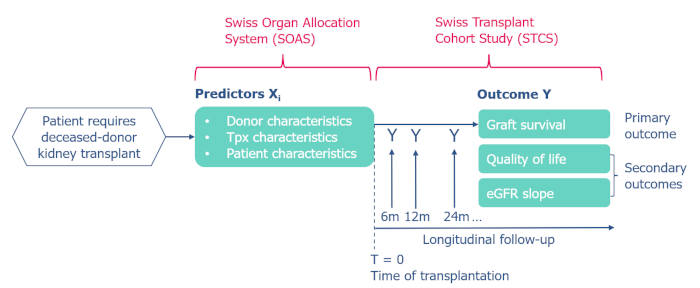 Swiss Organ Allocation
System (SOAS)
Swiss Transplant
Cohort Study (STCS)
Predictors Xi
Outcome Y
Patient requires
deceased-donor
kidney transplant
• Donor characteristics
• Tpx characteristics
• Patient characteristics
Y Y Y
6m 12m 24m ...
Graft survival
Quality of life
eGFR slope
Primary
outcome
Secondary
outcomes
Longitudinal follow-up
T = 0
Time of transplantation